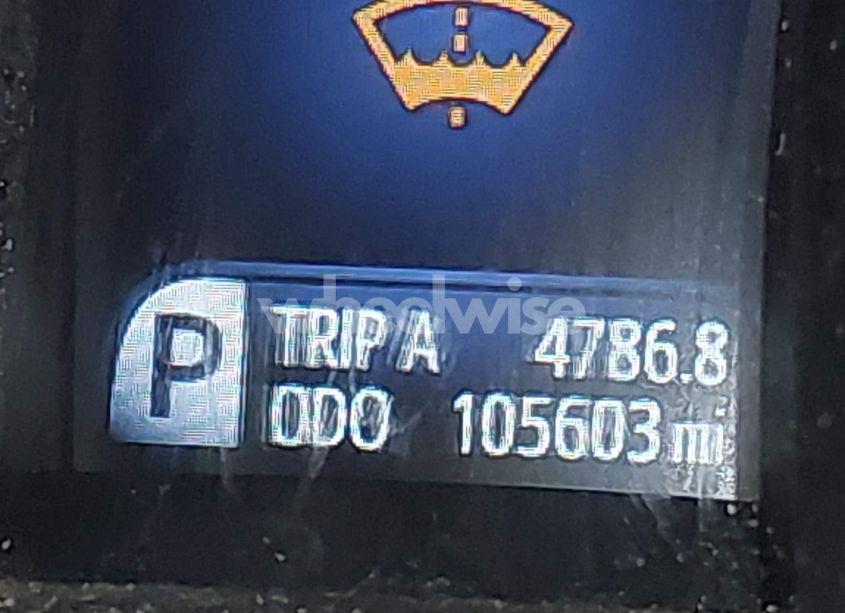 wheelwise
P
TRIP A 4786.8
ODO 105603 mi